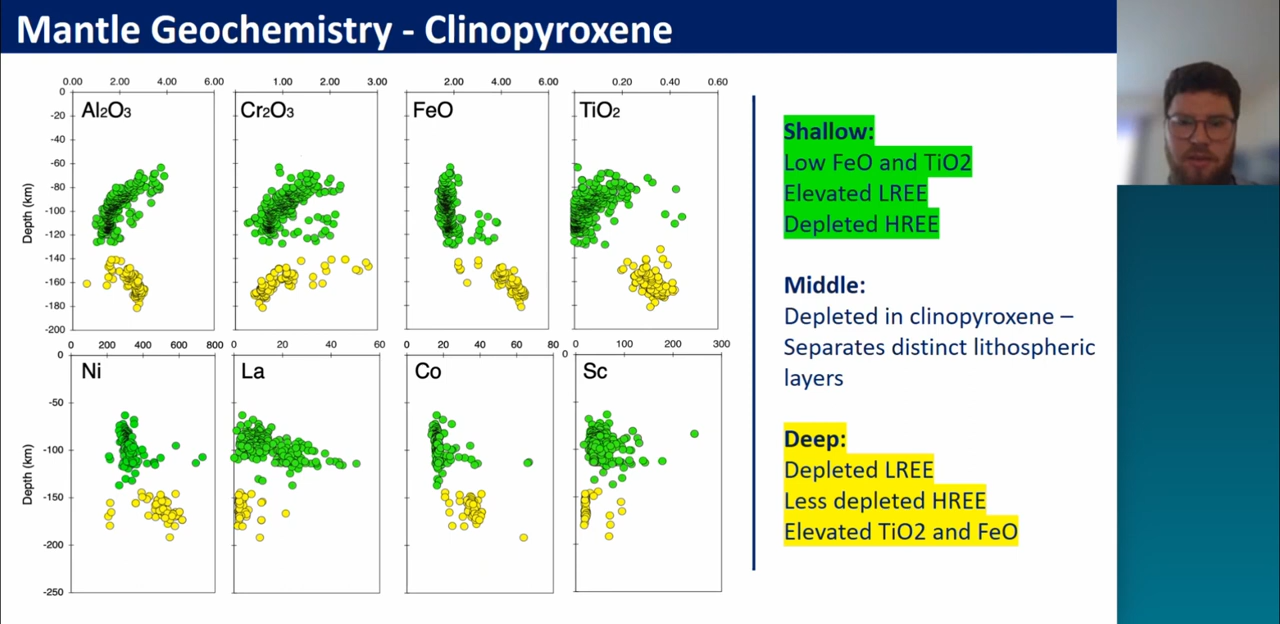 Mantle Geochemistry - Clinopyroxene
0.00 2.00 4.00 6.00 1.00 2.00 3.00 2.00 4.00 6.00 0.20 0.40 0.60
0
-20
-40
-60
-80
-100
-120
-140
-160
-180
-200
Depth (km)
Al2O3 Cr2O3 FeO TiO2
0 200 400 600 800 0 20 40 60 0 20 40 60 80 0 100 200 300
0 0
-50
-100
-150
-200
-250
Depth (km)
Ni La Co Sc
Shallow:
Low FeO and TiO2
Elevated LREE
Depleted HREE
Middle:
Depleted in clinopyroxene –
Separates distinct lithospheric
layers
Deep:
Depleted LREE
Less depleted HREE
Elevated TiO2 and FeO